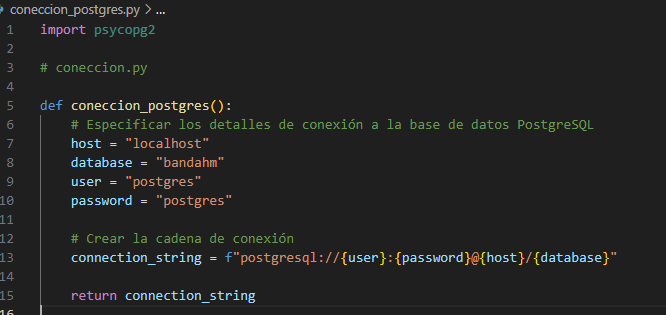 coneccion_postgres.py > ...
1 import psycopg2
2
3 # coneccion.py
4
5 def coneccion_postgres():
6 # Especificar los detalles de conexión a la base de datos PostgreSQL
7 host = "localhost"
8 database = "bandahm"
9 user = "postgres"
10 password = "postgres"
11
12 # Crear la cadena de conexión
13 connection_string = f"postgresql://{user}:{password}@{host}/{database}"
14
15 return connection_string
16